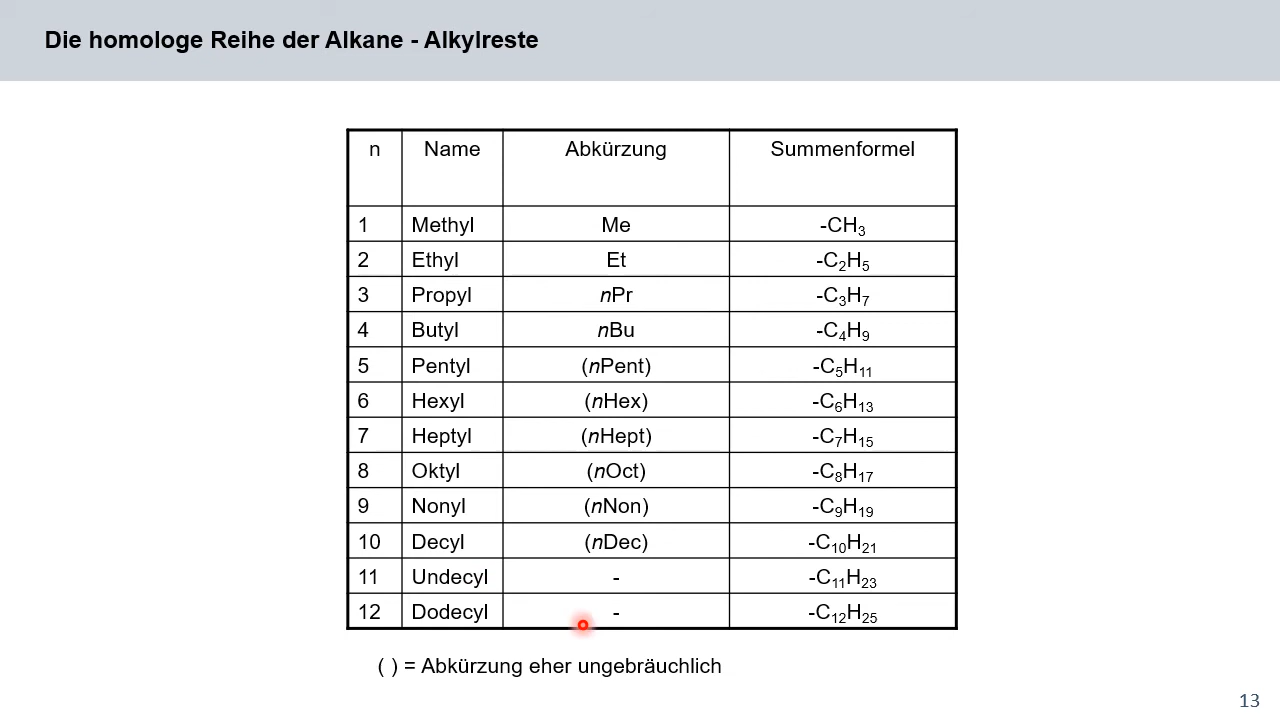 Die homologe Reihe der Alkane - Alkylreste
n Name Abkürzung Summenformel
1 Methyl Me -CH₃
2 Ethyl Et -C₂H₅
3 Propyl nPr -C₃H₇
4 Butyl nBu -C₄H₉
5 Pentyl (nPent) -C₅H₁₁
6 Hexyl (nHex) -C₆H₁₃
7 Heptyl (nHept) -C₇H₁₅
8 Oktyl (nOct) -C₈H₁₇
9 Nonyl (nNon) -C₉H₁₉
10 Decyl (nDec) -C₁₀H₂₁
11 Undecyl - -C₁₁H₂₃
12 Dodecyl - -C₁₂H₂₅
( ) = Abkürzung eher ungebräuchlich
13